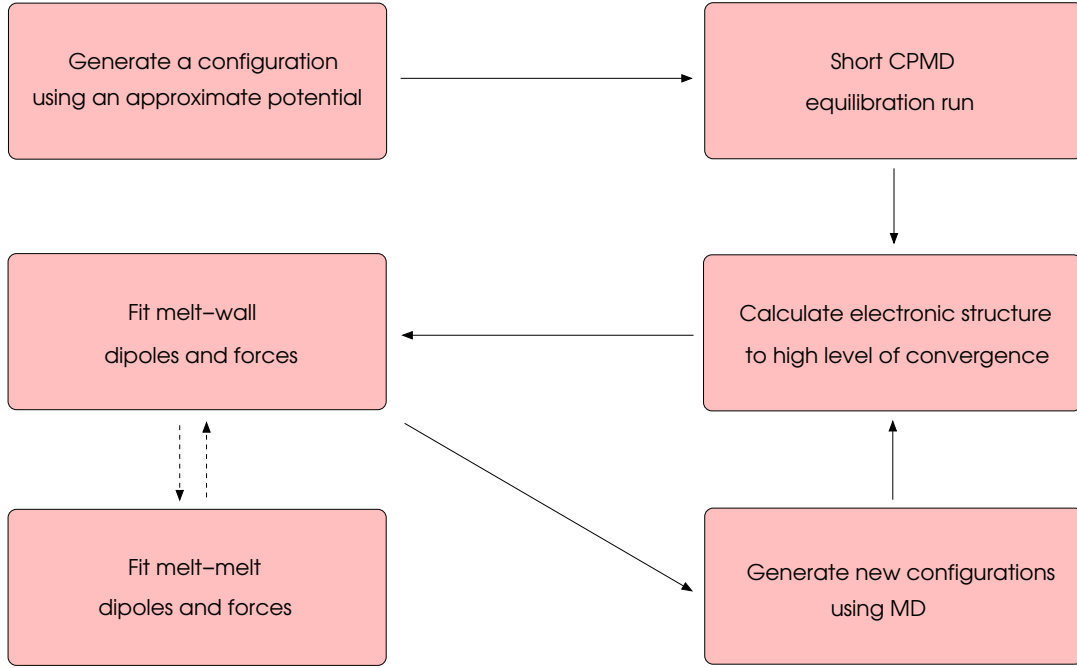 Generate a configuration
using an approximate potential
Short CPMD
equilibration run
Fit melt–wall
dipoles and forces
Calculate electronic structure
to high level of convergence
Fit melt–melt
dipoles and forces
Generate new configurations
using MD